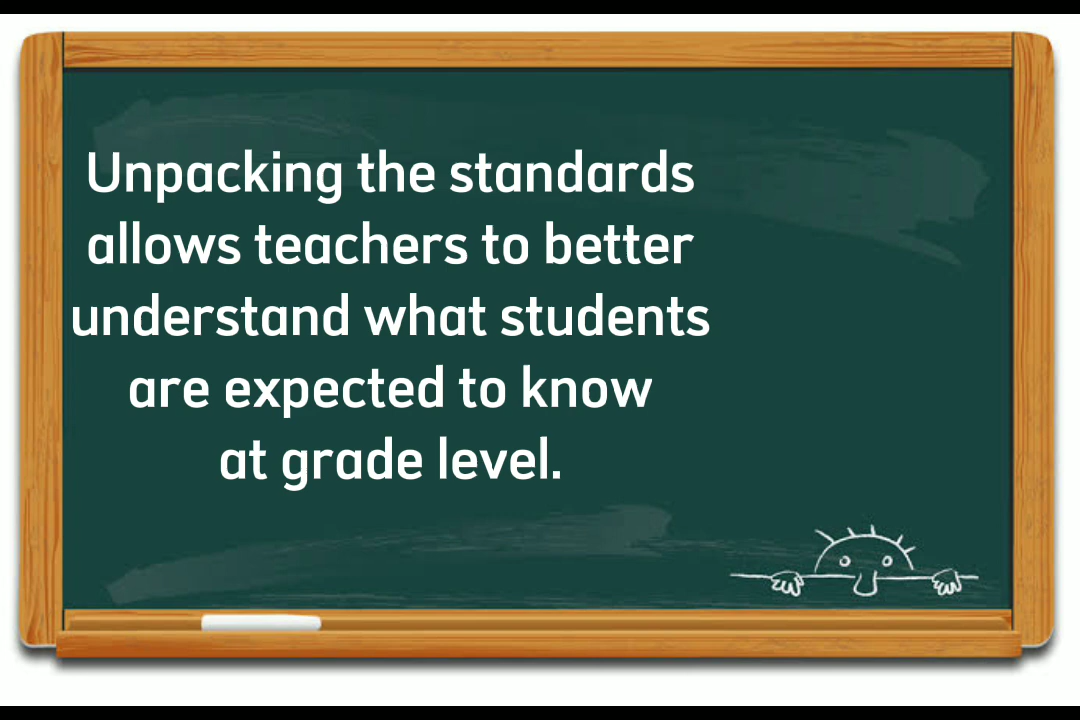 Unpacking the standards
allows teachers to better
understand what students
are expected to know
at grade level.